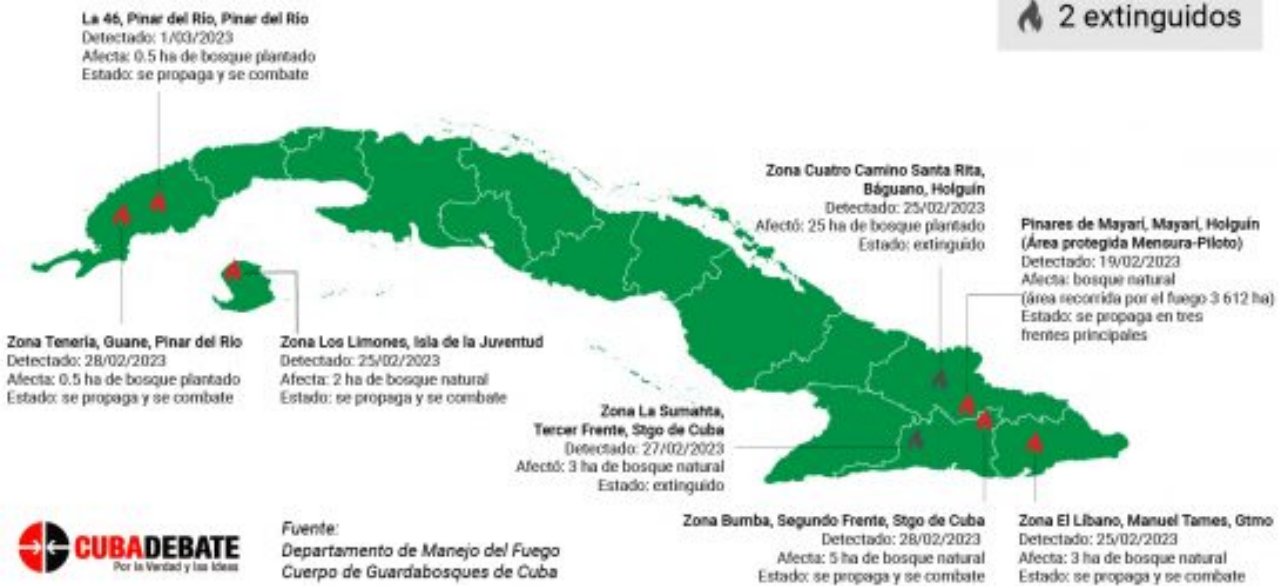 2 extinguidos
La 46, Pinar del Río, Pinar del Río
Detectado: 1/03/2023
Afecta: 0.5 ha de bosque plantado
Estado: se propaga y se combate
Zona Cuatro Camino Santa Rita,
Báguano, Holguín
Detectado: 25/02/2023
Afectó: 25 ha de bosque plantado
Estado: extinguido
Pinares de Mayarí, Mayarí, Holguín
(Área protegida Mensura-Piloto)
Detectado: 19/02/2023
Afecta: bosque natural
(área recorrida por el fuego 3 612 ha)
Estado: se propaga en tres
frentes principales
Zona Tenería, Guane, Pinar del Río
Detectado: 28/02/2023
Afecta: 0.5 ha de bosque plantado
Estado: se propaga y se combate
Zona Los Limones, Isla de la Juventud
Detectado: 25/02/2023
Afecta: 2 ha de bosque natural
Estado: se propaga y se combate
Zona La Sumahta,
Tercer Frente, Stgo de Cuba
Detectado: 27/02/2023
Afectó: 3 ha de bosque natural
Estado: extinguido
Zona Bumba, Segundo Frente, Stgo de Cuba
Detectado: 28/02/2023
Afecta: 5 ha de bosque natural
Estado: se propaga y se combate
Zona El Líbano, Manuel Tames, Gtmo
Detectado: 25/02/2023
Afecta: 3 ha de bosque natural
Estado: se propaga y se combate
CUBADEBATE
Por la Verdad y las Ideas
Fuente:
Departamento de Manejo del Fuego
Cuerpo de Guardabosques de Cuba